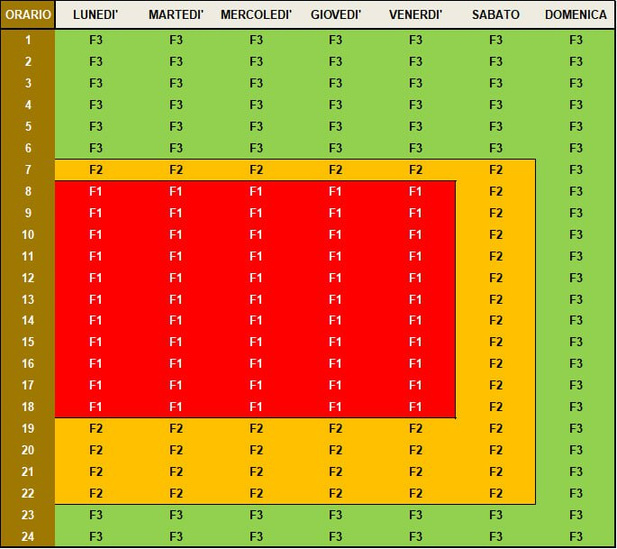 ORARIO LUNEDI' MARTEDI' MERCOLEDI' GIOVEDI' VENERDI' SABATO DOMENICA
1 F3 F3 F3 F3 F3 F3 F3
2 F3 F3 F3 F3 F3 F3 F3
3 F3 F3 F3 F3 F3 F3 F3
4 F3 F3 F3 F3 F3 F3 F3
5 F3 F3 F3 F3 F3 F3 F3
6 F3 F3 F3 F3 F3 F3 F3
7 F2 F2 F2 F2 F2 F2 F3
8 F1 F1 F1 F1 F1 F2 F3
9 F1 F1 F1 F1 F1 F2 F3
10 F1 F1 F1 F1 F1 F2 F3
11 F1 F1 F1 F1 F1 F2 F3
12 F1 F1 F1 F1 F1 F2 F3
13 F1 F1 F1 F1 F1 F2 F3
14 F1 F1 F1 F1 F1 F2 F3
15 F1 F1 F1 F1 F1 F2 F3
16 F1 F1 F1 F1 F1 F2 F3
17 F1 F1 F1 F1 F1 F2 F3
18 F1 F1 F1 F1 F1 F2 F3
19 F2 F2 F2 F2 F2 F2 F3
20 F2 F2 F2 F2 F2 F2 F3
21 F2 F2 F2 F2 F2 F2 F3
22 F2 F2 F2 F2 F2 F2 F3
23 F3 F3 F3 F3 F3 F3 F3
24 F3 F3 F3 F3 F3 F3 F3